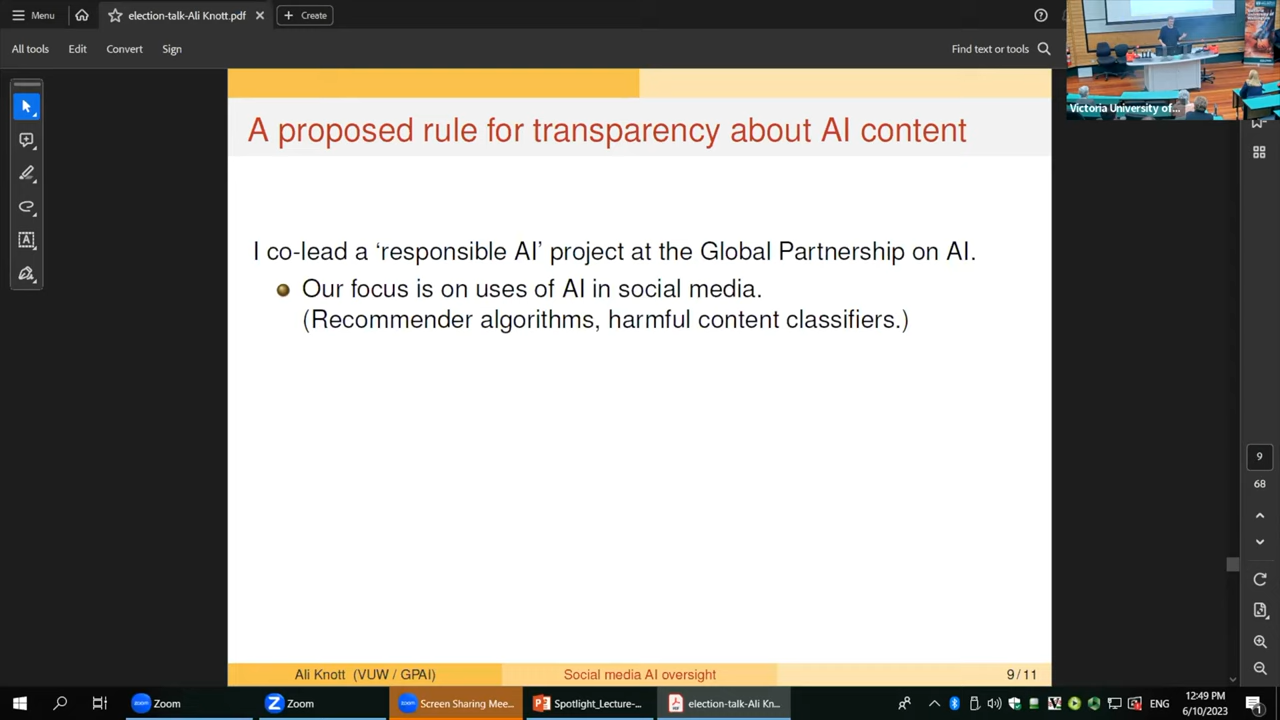 Menu
election-talk-Ali Knott.pdf
Create
All tools
Edit
Convert
Sign
Find text or tools
Victoria University of...
A proposed rule for transparency about AI content
I co-lead a ‘responsible AI’ project at the Global Partnership on AI.
Our focus is on uses of AI in social media.
(Recommender algorithms, harmful content classifiers.)
9
68
Ali Knott (VUW / GPAI)
Social media AI oversight
9 / 11
Zoom
Zoom
Screen Sharing Mee...
Spotlight_Lecture-...
election-talk-Ali Kn...
ENG
12:49 PM
6/10/2023